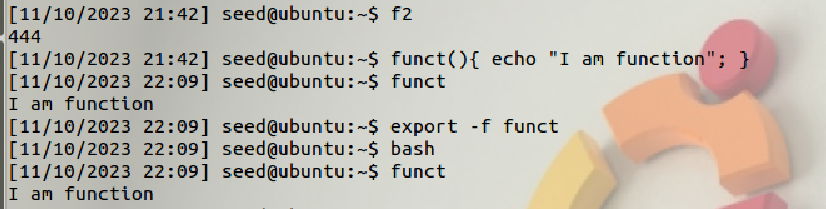 [11/10/2023 21:42] seed@ubuntu:~$ f2
444
[11/10/2023 21:42] seed@ubuntu:~$ funct(){ echo "I am function"; }
[11/10/2023 22:09] seed@ubuntu:~$ funct
I am function
[11/10/2023 22:09] seed@ubuntu:~$ export -f funct
[11/10/2023 22:09] seed@ubuntu:~$ bash
[11/10/2023 22:09] seed@ubuntu:~$ funct
I am function